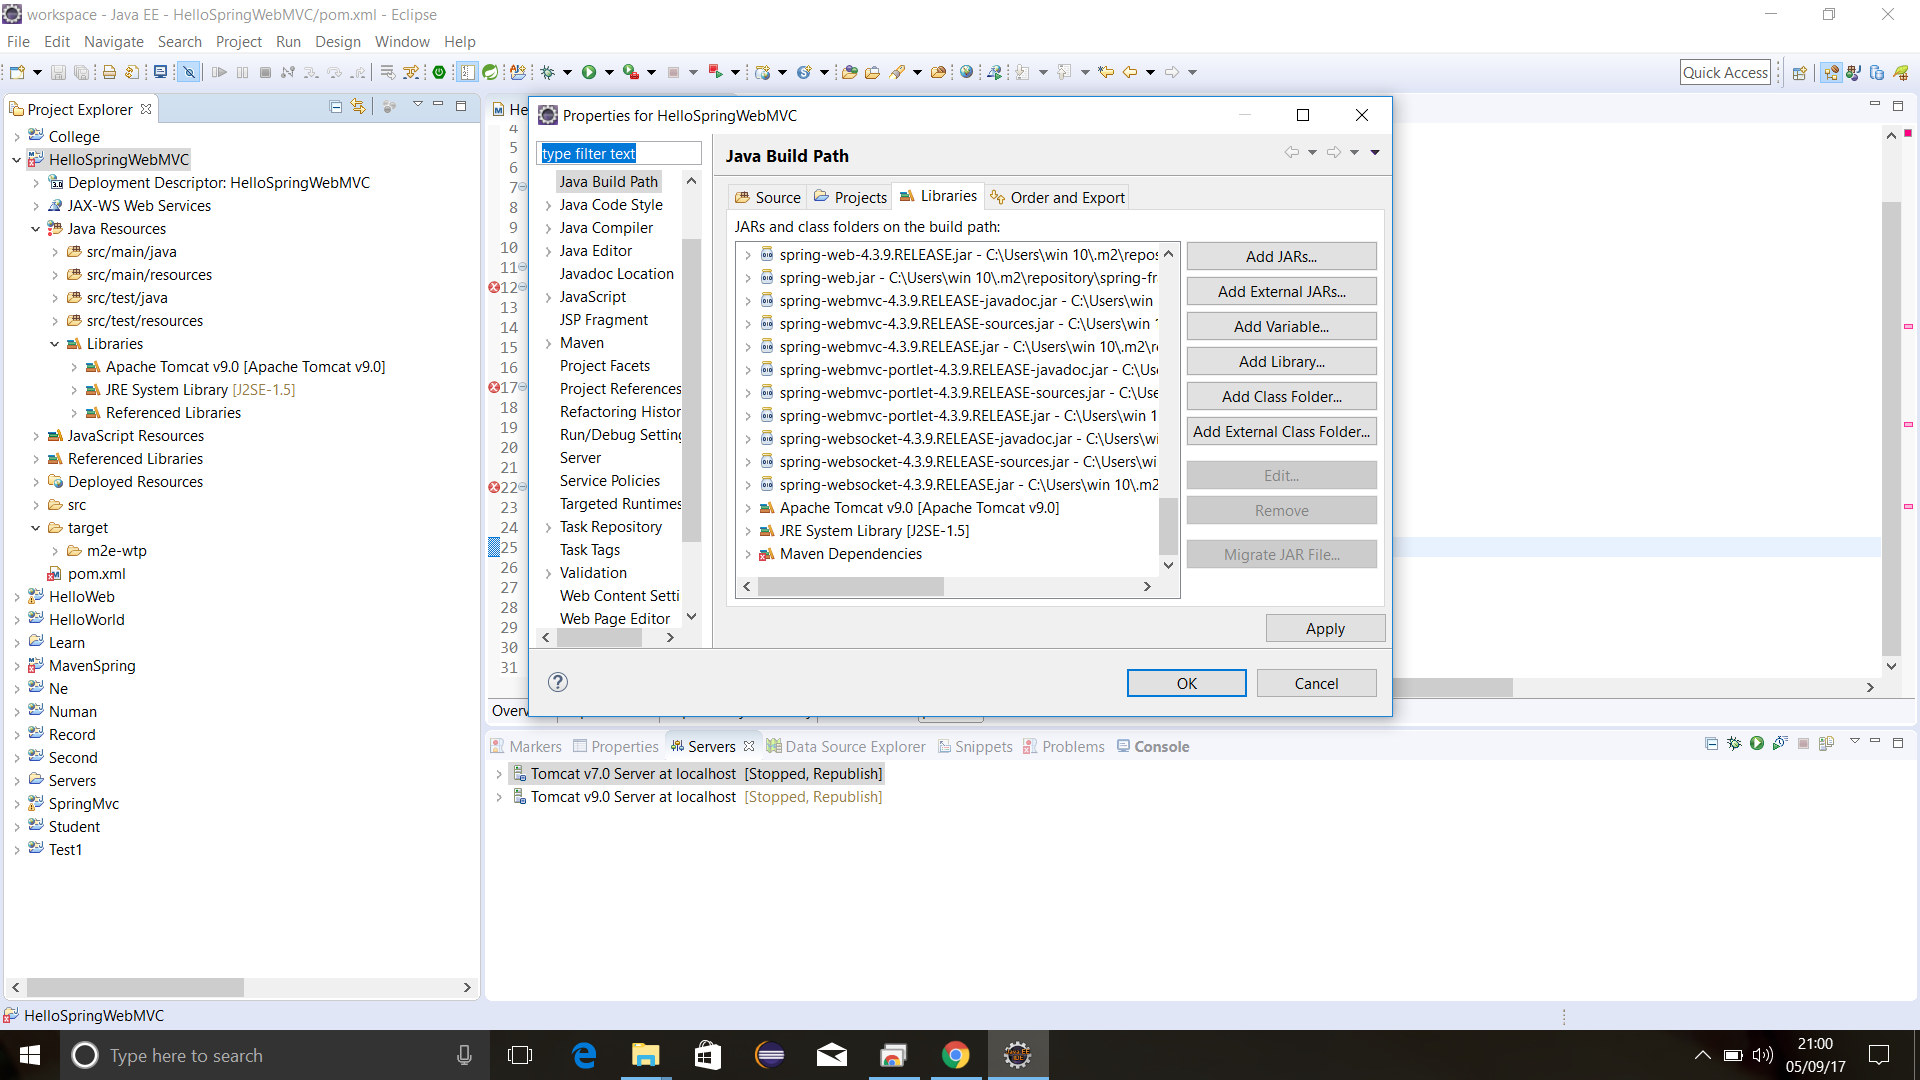 workspace - Java EE - HelloSpringWebMVC/pom.xml - Eclipse
File Edit Navigate Search Project Run Design Window Help
Quick Access
Project Explorer
College
HelloSpringWebMVC
Deployment Descriptor: HelloSpringWebMVC
JAX-WS Web Services
Java Resources
src/main/java
src/main/resources
src/test/java
src/test/resources
Libraries
Apache Tomcat v9.0 [Apache Tomcat v9.0]
JRE System Library [J2SE-1.5]
Referenced Libraries
JavaScript Resources
Referenced Libraries
Deployed Resources
src
target
m2e-wtp
pom.xml
HelloWeb
HelloWorld
Learn
MavenSpring
Ne
Numan
Record
Second
Servers
SpringMvc
Student
Test1
He
4
5
6
7
8
9
10
11
12
13
14
15
16
17
18
19
20
21
22
23
24
25
26
27
28
29
30
31
Overv
Properties for HelloSpringWebMVC
type filter text
Java Build Path
Java Code Style
Java Compiler
Java Editor
Javadoc Location
JavaScript
JSP Fragment
Maven
Project Facets
Project References
Refactoring Histor
Run/Debug Setting
Server
Service Policies
Targeted Runtimes
Task Repository
Task Tags
Validation
Web Content Setti
Web Page Editor
Java Build Path
Source Projects Libraries Order and Export
JARs and class folders on the build path:
spring-web-4.3.9.RELEASE.jar - C:\Users\win 10\.m2\repos
spring-web.jar - C:\Users\win 10\.m2\repository\spring-fr
spring-webmvc-4.3.9.RELEASE-javadoc.jar - C:\Users\win
spring-webmvc-4.3.9.RELEASE-sources.jar - C:\Users\win 1
spring-webmvc-4.3.9.RELEASE.jar - C:\Users\win 10\.m2\r
spring-webmvc-portlet-4.3.9.RELEASE-javadoc.jar - C:\Us
spring-webmvc-portlet-4.3.9.RELEASE-sources.jar - C:\Use
spring-webmvc-portlet-4.3.9.RELEASE.jar - C:\Users\win 1
spring-websocket-4.3.9.RELEASE-javadoc.jar - C:\Users\wi
spring-websocket-4.3.9.RELEASE-sources.jar - C:\Users\wi
spring-websocket-4.3.9.RELEASE.jar - C:\Users\win 10\.m2
Apache Tomcat v9.0 [Apache Tomcat v9.0]
JRE System Library [J2SE-1.5]
Maven Dependencies
Add JARs...
Add External JARs...
Add Variable...
Add Library...
Add Class Folder...
Add External Class Folder...
Edit...
Remove
Migrate JAR File...
Apply
OK Cancel
Markers Properties Servers Data Source Explorer Snippets Problems Console
Tomcat v7.0 Server at localhost [Stopped, Republish]
Tomcat v9.0 Server at localhost [Stopped, Republish]
HelloSpringWebMVC
Type here to search
21:00
05/09/17